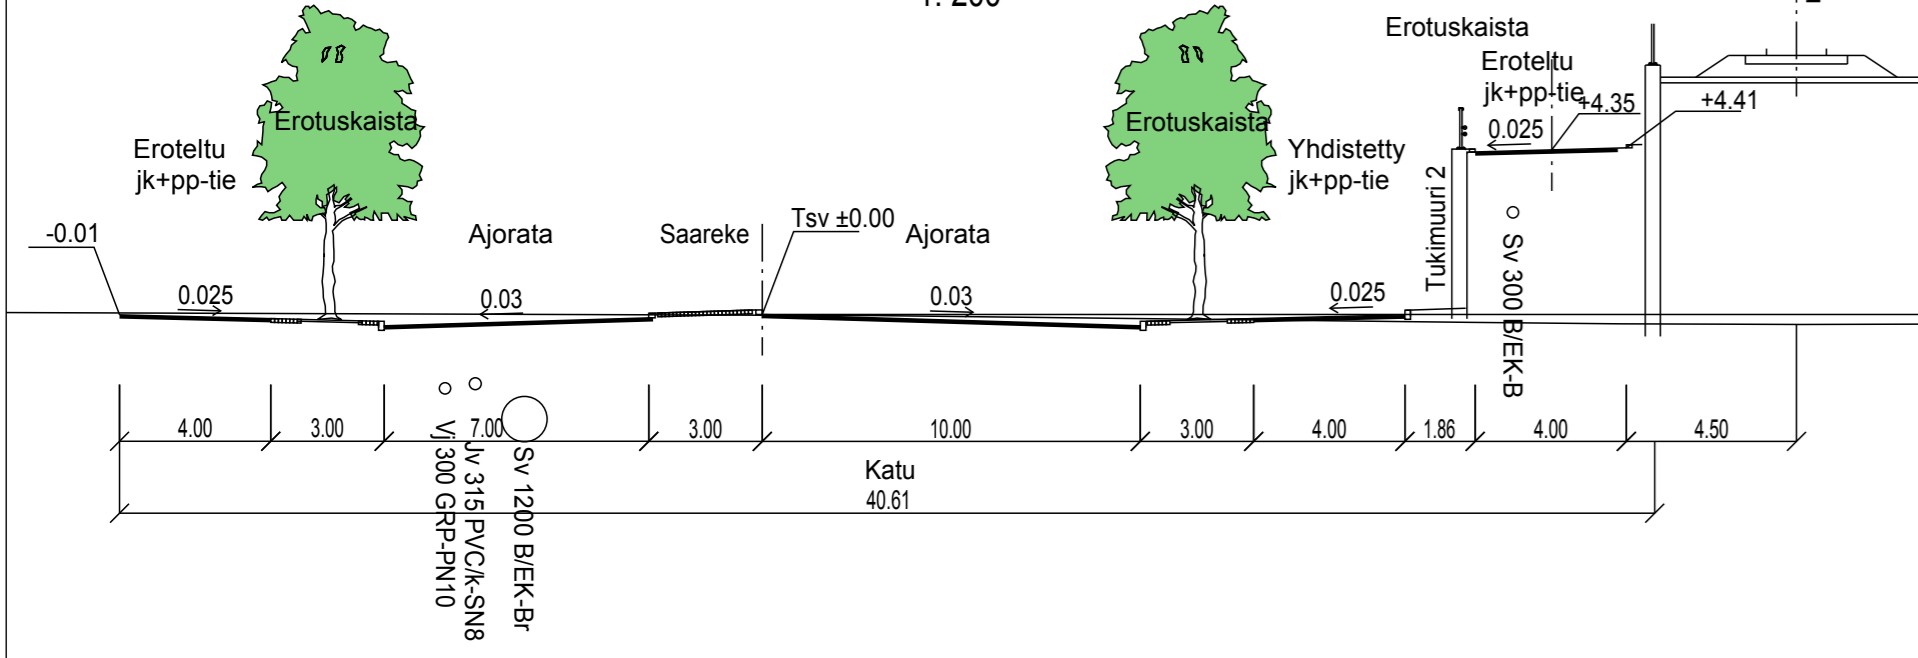 Erotuskaista
Eroteltu
jk+pp-tie
+4.35
+4.41
0.025
Erotuskaista
Erotuskaista
Eroteltu
jk+pp-tie
Yhdistetty
jk+pp-tie
Tukimuuri 2
-0.01
Ajorata
Saareke
Tsv ±0.00
Ajorata
Sv 300 B/EK-B
0.025
0.03
0.03
0.025
4.00
3.00
7.00
3.00
10.00
3.00
4.00
1.86
4.00
4.50
Vj 300 GRP-PN10
Jv 315 PVC/k-SN8
Sv 1200 B/EK-Br
Katu
40.61